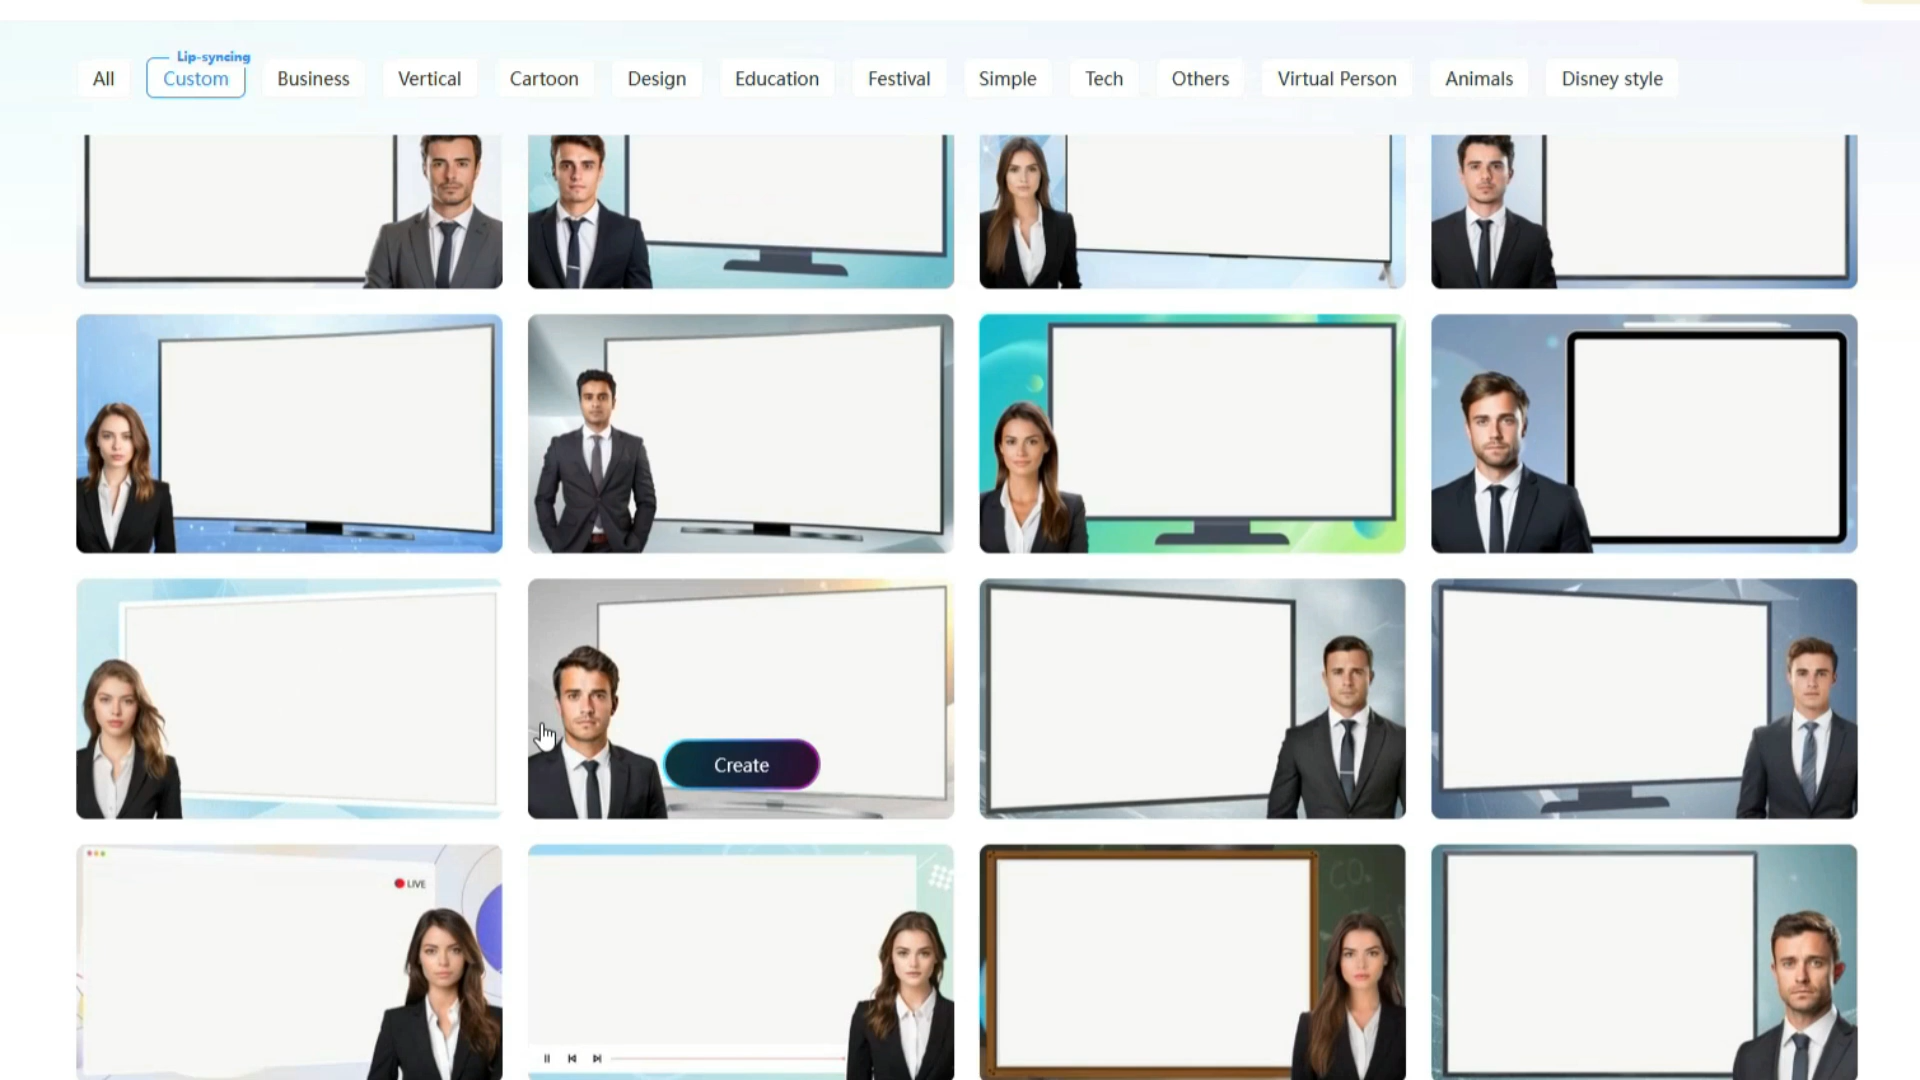 Lip-syncing
All Custom Business Vertical Cartoon Design Education Festival Simple Tech Others Virtual Person Animals Disney style
Create
LIVE
CO